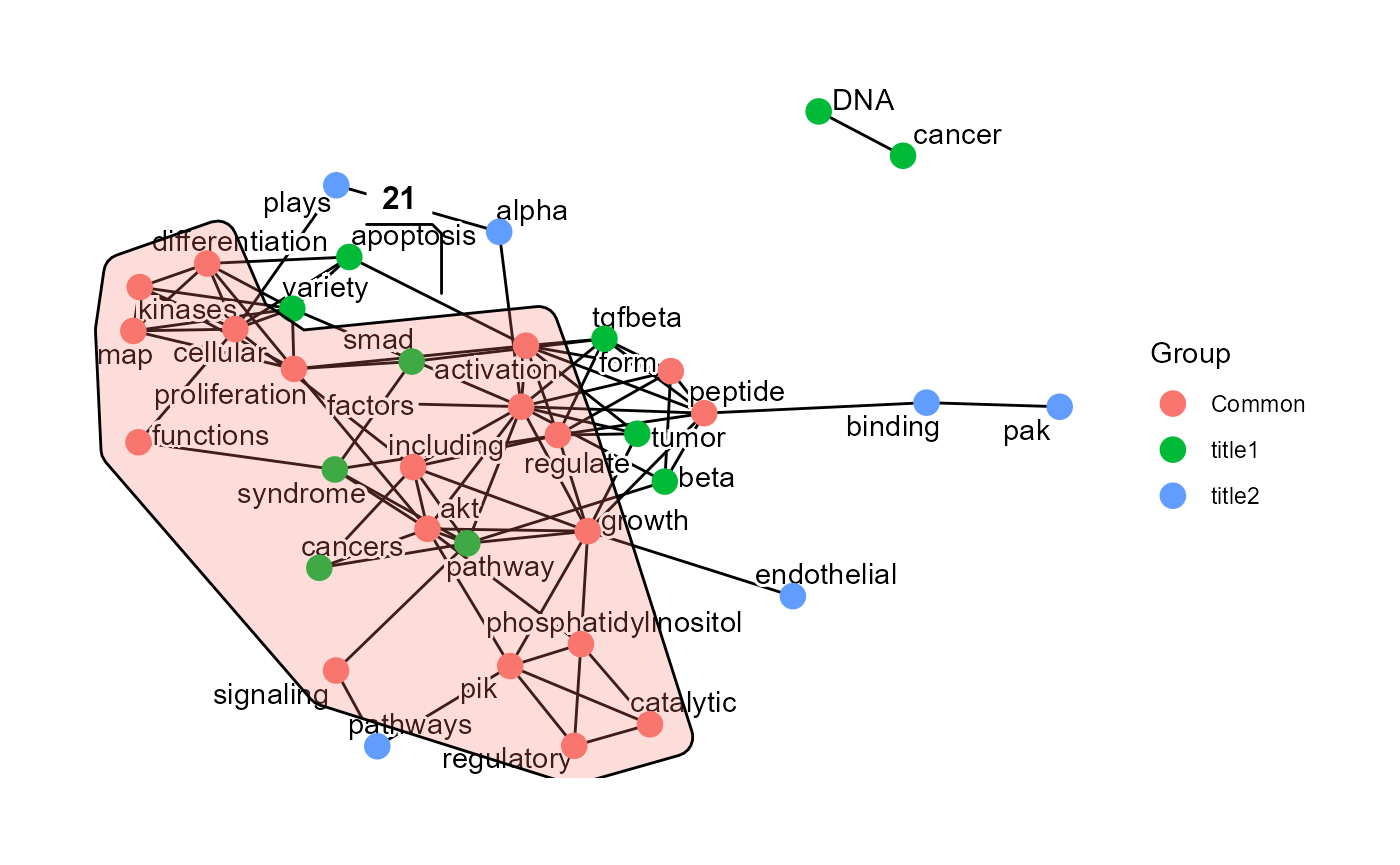 DNA
cancer
plays
21
alpha
differentiation
apoptosis
variety
kinases
tgfbeta
map
cellular
smad
activation
form
Group
proliferation
factors
peptide
Common
functions
including
regulate
tumor
binding
pak
title1
syndrome
beta
title2
akt
growth
cancers
pathway
endothelial
phosphatidylinositol
signaling
pik
catalytic
pathways
regulatory